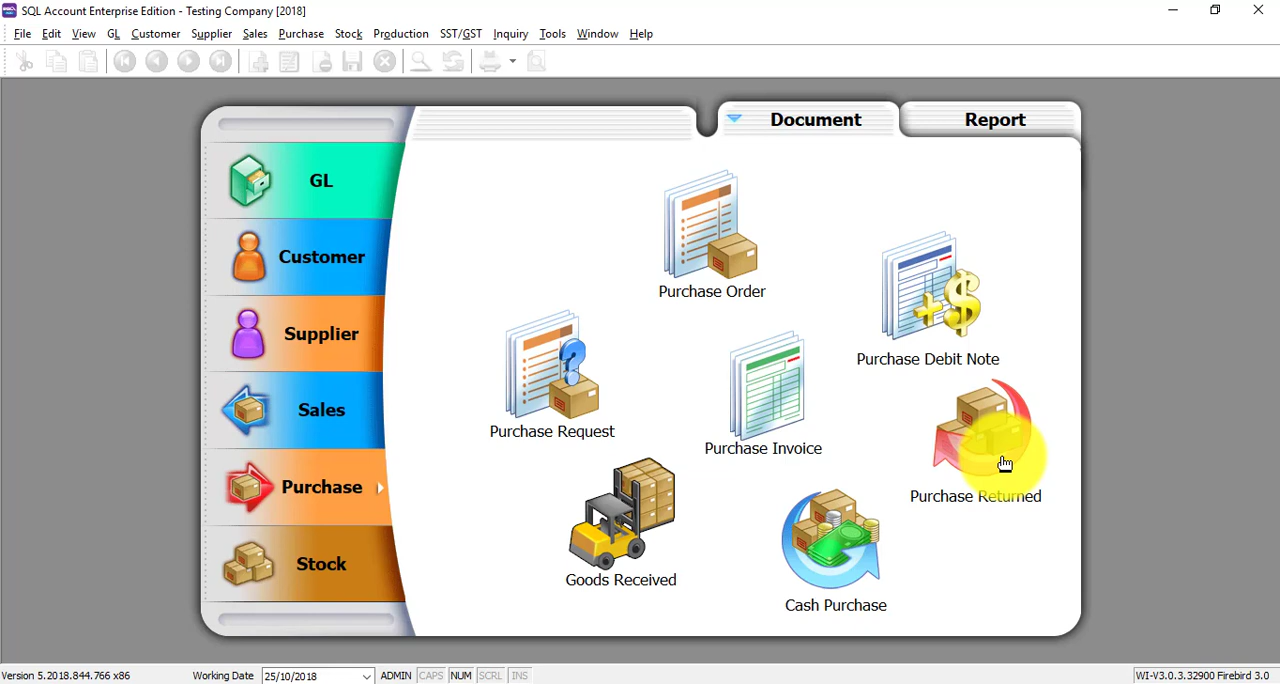 SQL Account Enterprise Edition - Testing Company [2018]
File Edit View GL Customer Supplier Sales Purchase Stock Production SST/GST Inquiry Tools Window Help
Document Report
GL
Customer
Supplier
Sales
Purchase
Stock
Purchase Order
Purchase Debit Note
Purchase Request
Purchase Invoice
Purchase Returned
Goods Received
Cash Purchase
Version 5.2018.844.766 x86 Working Date 25/10/2018 ADMIN CAPS NUM SCRL INS WI-V3.0.3.32900 Firebird 3.0